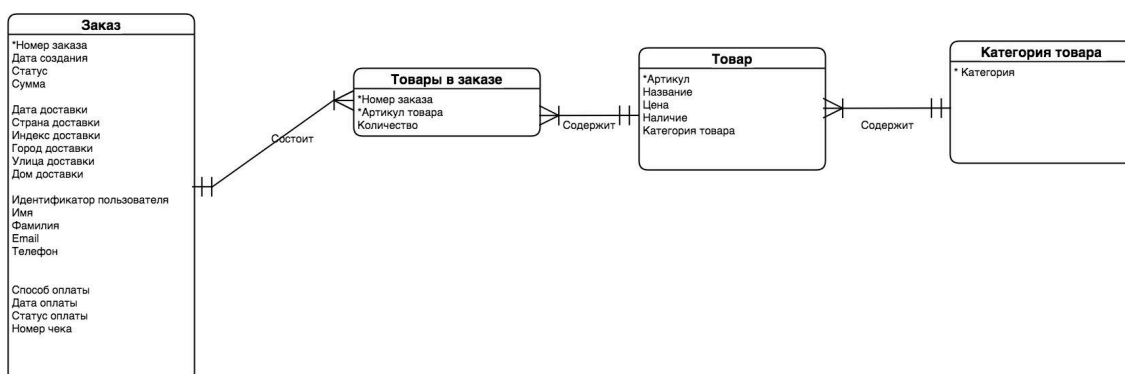 Заказ
*Номер заказа
Дата создания
Статус
Сумма
Дата доставки
Страна доставки
Индекс доставки
Город доставки
Улица доставки
Дом доставки
Идентификатор пользователя
Имя
Фамилия
Email
Телефон
Способ оплаты
Дата оплаты
Статус оплаты
Номер чека
Состоит
Товары в заказе
*Номер заказа
*Артикул товара
Количество
Содержит
Товар
*Артикул
Название
Цена
Наличие
Категория товара
Содержит
Категория товара
* Категория